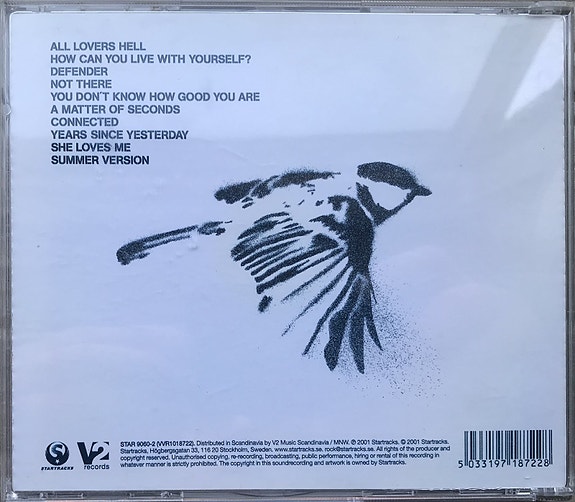 ALL LOVERS HELL
HOW CAN YOU LIVE WITH YOURSELF?
DEFENDER
NOT THERE
YOU DON´T KNOW HOW GOOD YOU ARE
A MATTER OF SECONDS
CONNECTED
YEARS SINCE YESTERDAY
SHE LOVES ME
SUMMER VERSION
S
STARTRACKS
V2
records
STAR 9060-2 (VVR1018722). Distributed in Scandinavia by V2 Music Scandinavia / MNW. ℗ 2001 Startracks. © 2001 Startracks.
Startracks, Högbergsgatan 33, 116 20 Stockholm, Sweden. www.startracks.se, rock@startracks.se. All rights of the producer and
copyright reserved. Unauthorised copying, re-recording, broadcasting, public performance, hiring or rental of this recording in
whatever manner is strictly prohibited. The copyright in this soundrecording and artwork is owned by Startracks.
5 033197 187228